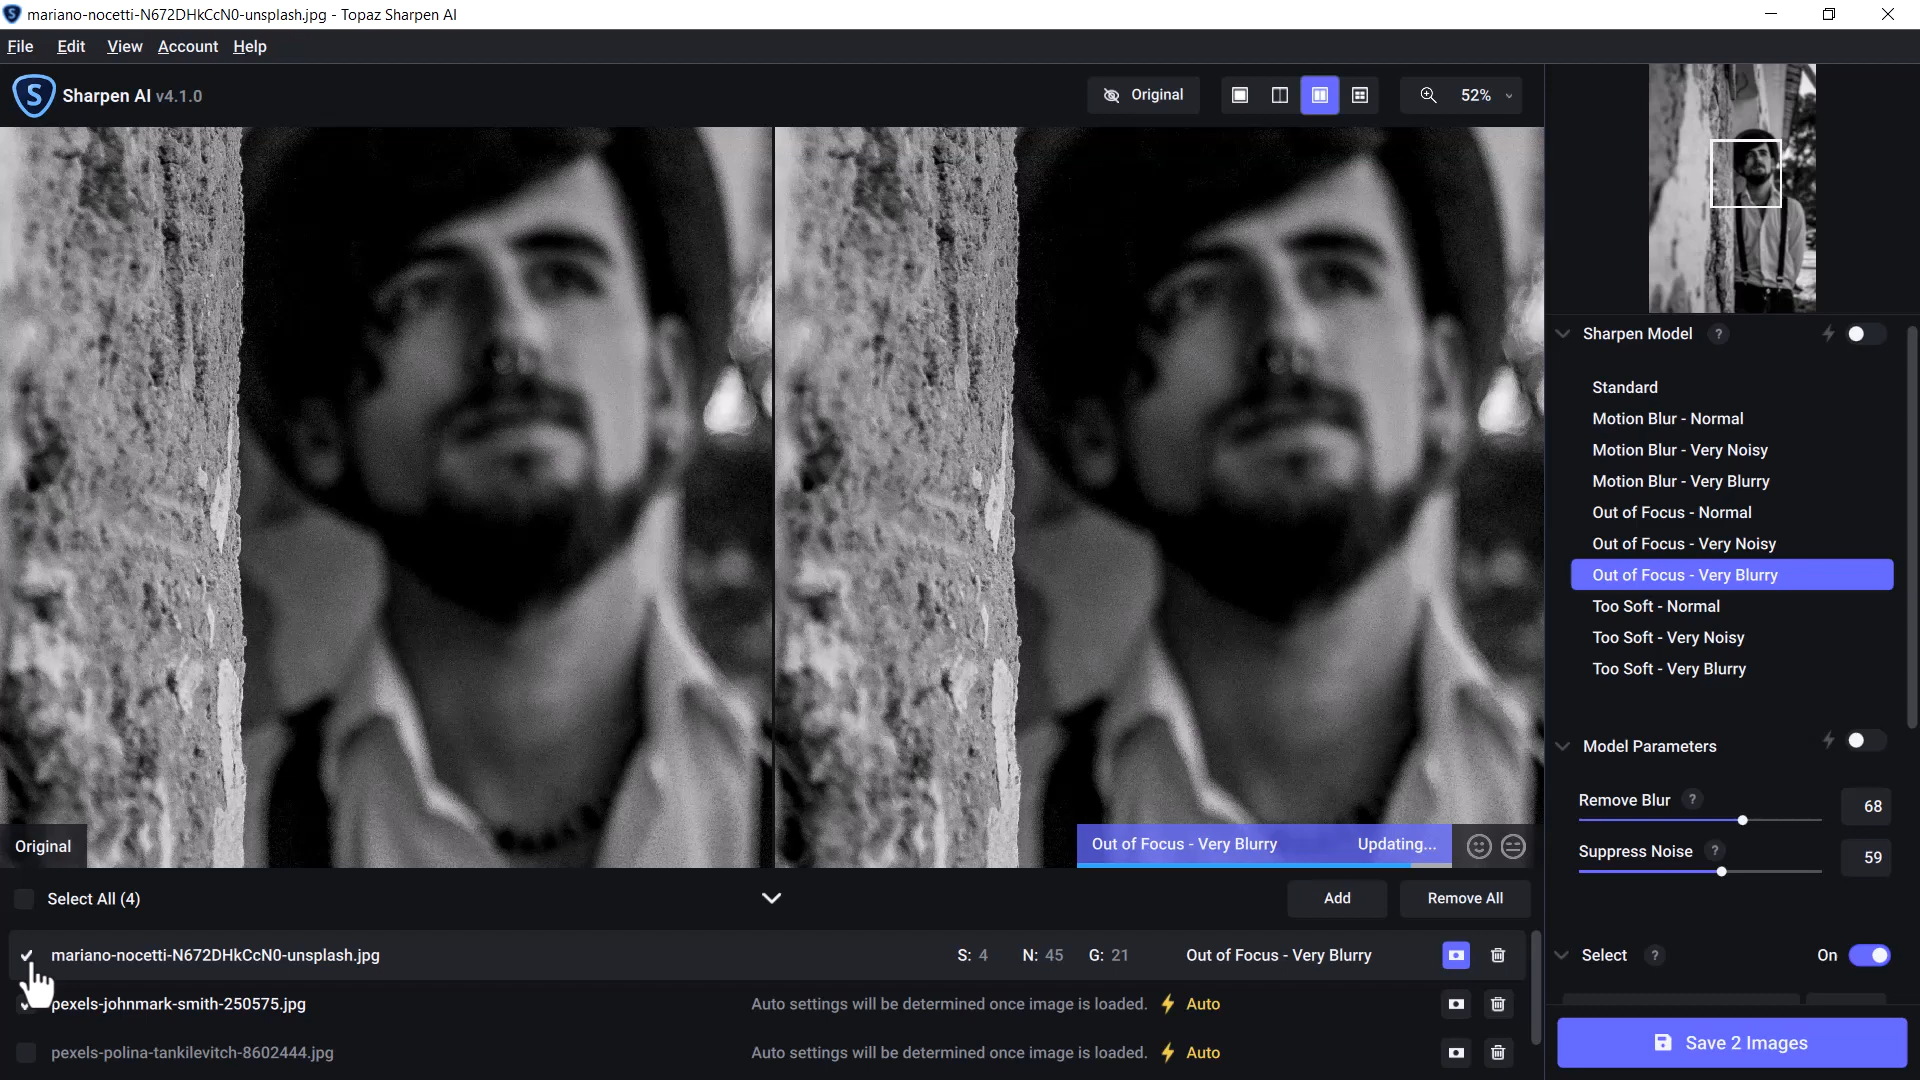 mariano-nocetti-N672DHkCcN0-unsplash.jpg - Topaz Sharpen AI
File Edit View Account Help
S Sharpen AI v4.1.0 Original 52%
Sharpen Model ?
Standard
Motion Blur - Normal
Motion Blur - Very Noisy
Motion Blur - Very Blurry
Out of Focus - Normal
Out of Focus - Very Noisy
Out of Focus - Very Blurry
Too Soft - Normal
Too Soft - Very Noisy
Too Soft - Very Blurry
Model Parameters
Remove Blur ? 68
Suppress Noise ? 59
Original
Out of Focus - Very Blurry Updating...
Select All (4) Add Remove All
mariano-nocetti-N672DHkCcN0-unsplash.jpg S: 4 N: 45 G: 21 Out of Focus - Very Blurry
Select ? On
pexels-johnmark-smith-250575.jpg Auto settings will be determined once image is loaded. Auto
pexels-polina-tankilevitch-8602444.jpg Auto settings will be determined once image is loaded. Auto
Save 2 Images